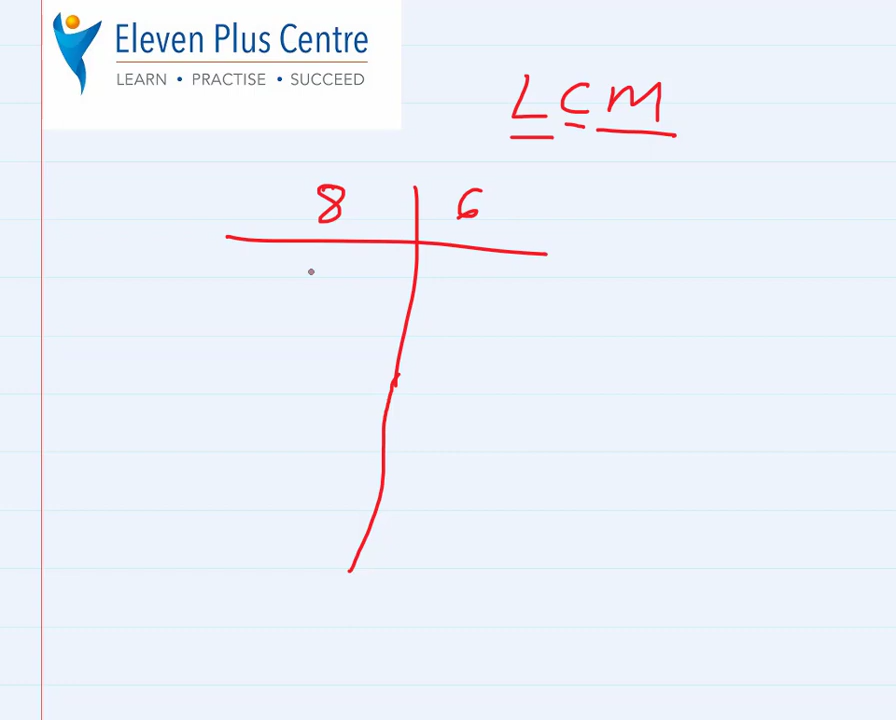 Eleven Plus Centre
LEARN • PRACTISE • SUCCEED
LCM
8 6